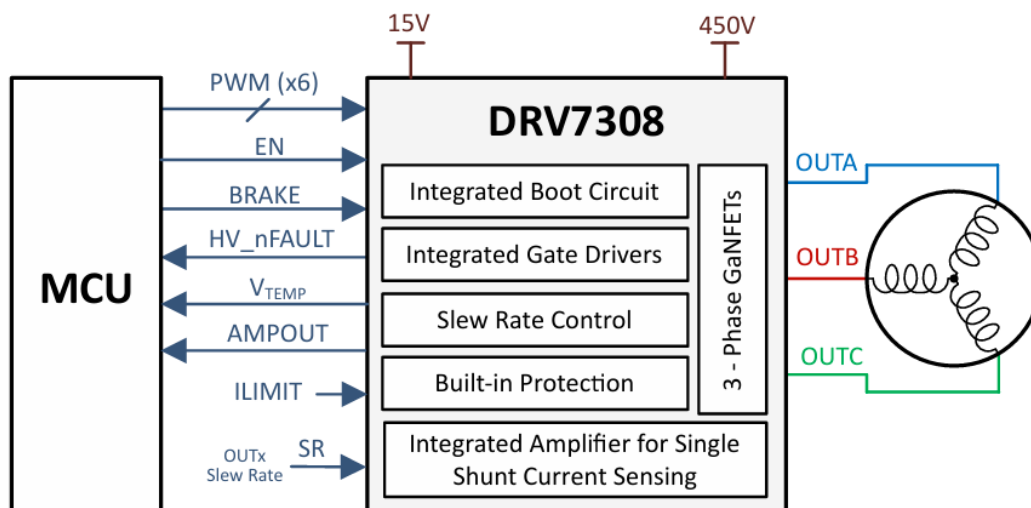 15V
450V
PWM (x6)
EN
BRAKE
HV_nFAULT
VTEMP
AMPOUT
ILIMIT
OUTx
Slew Rate
SR
MCU
DRV7308
Integrated Boot Circuit
Integrated Gate Drivers
Slew Rate Control
Built-in Protection
3 - Phase GaNFETs
Integrated Amplifier for Single
Shunt Current Sensing
OUTA
OUTB
OUTC